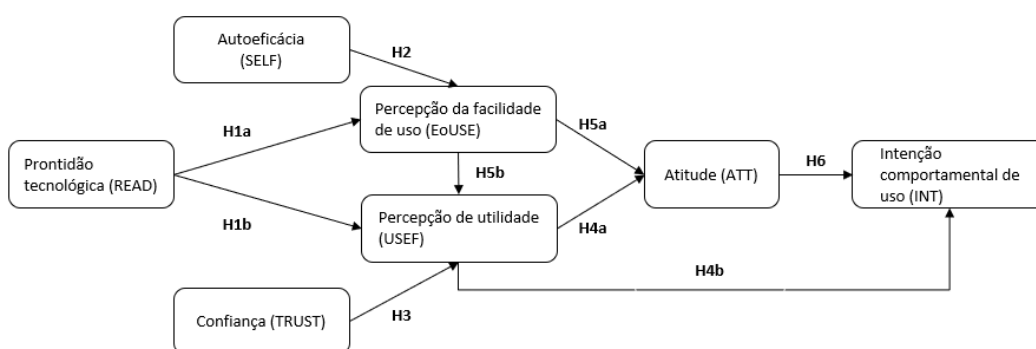 Autoeficácia
(SELF)
H2
Percepção da facilidade
de uso (EoUSE)
H1a
H5a
Prontidão
tecnológica (READ)
H5b
Atitude (ATT)
H6
Intenção
comportamental de
uso (INT)
H1b
Percepção de utilidade
(USEF)
H4a
H4b
Confiança (TRUST)
H3